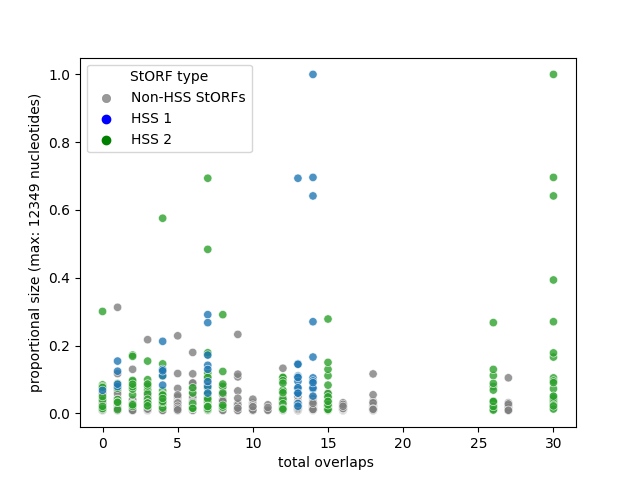 StORF type
Non-HSS StORFs
HSS 1
HSS 2
proportional size (max: 12349 nucleotides)
1.0
0.8
0.6
0.4
0.2
0.0
0 5 10 15 20 25 30
total overlaps